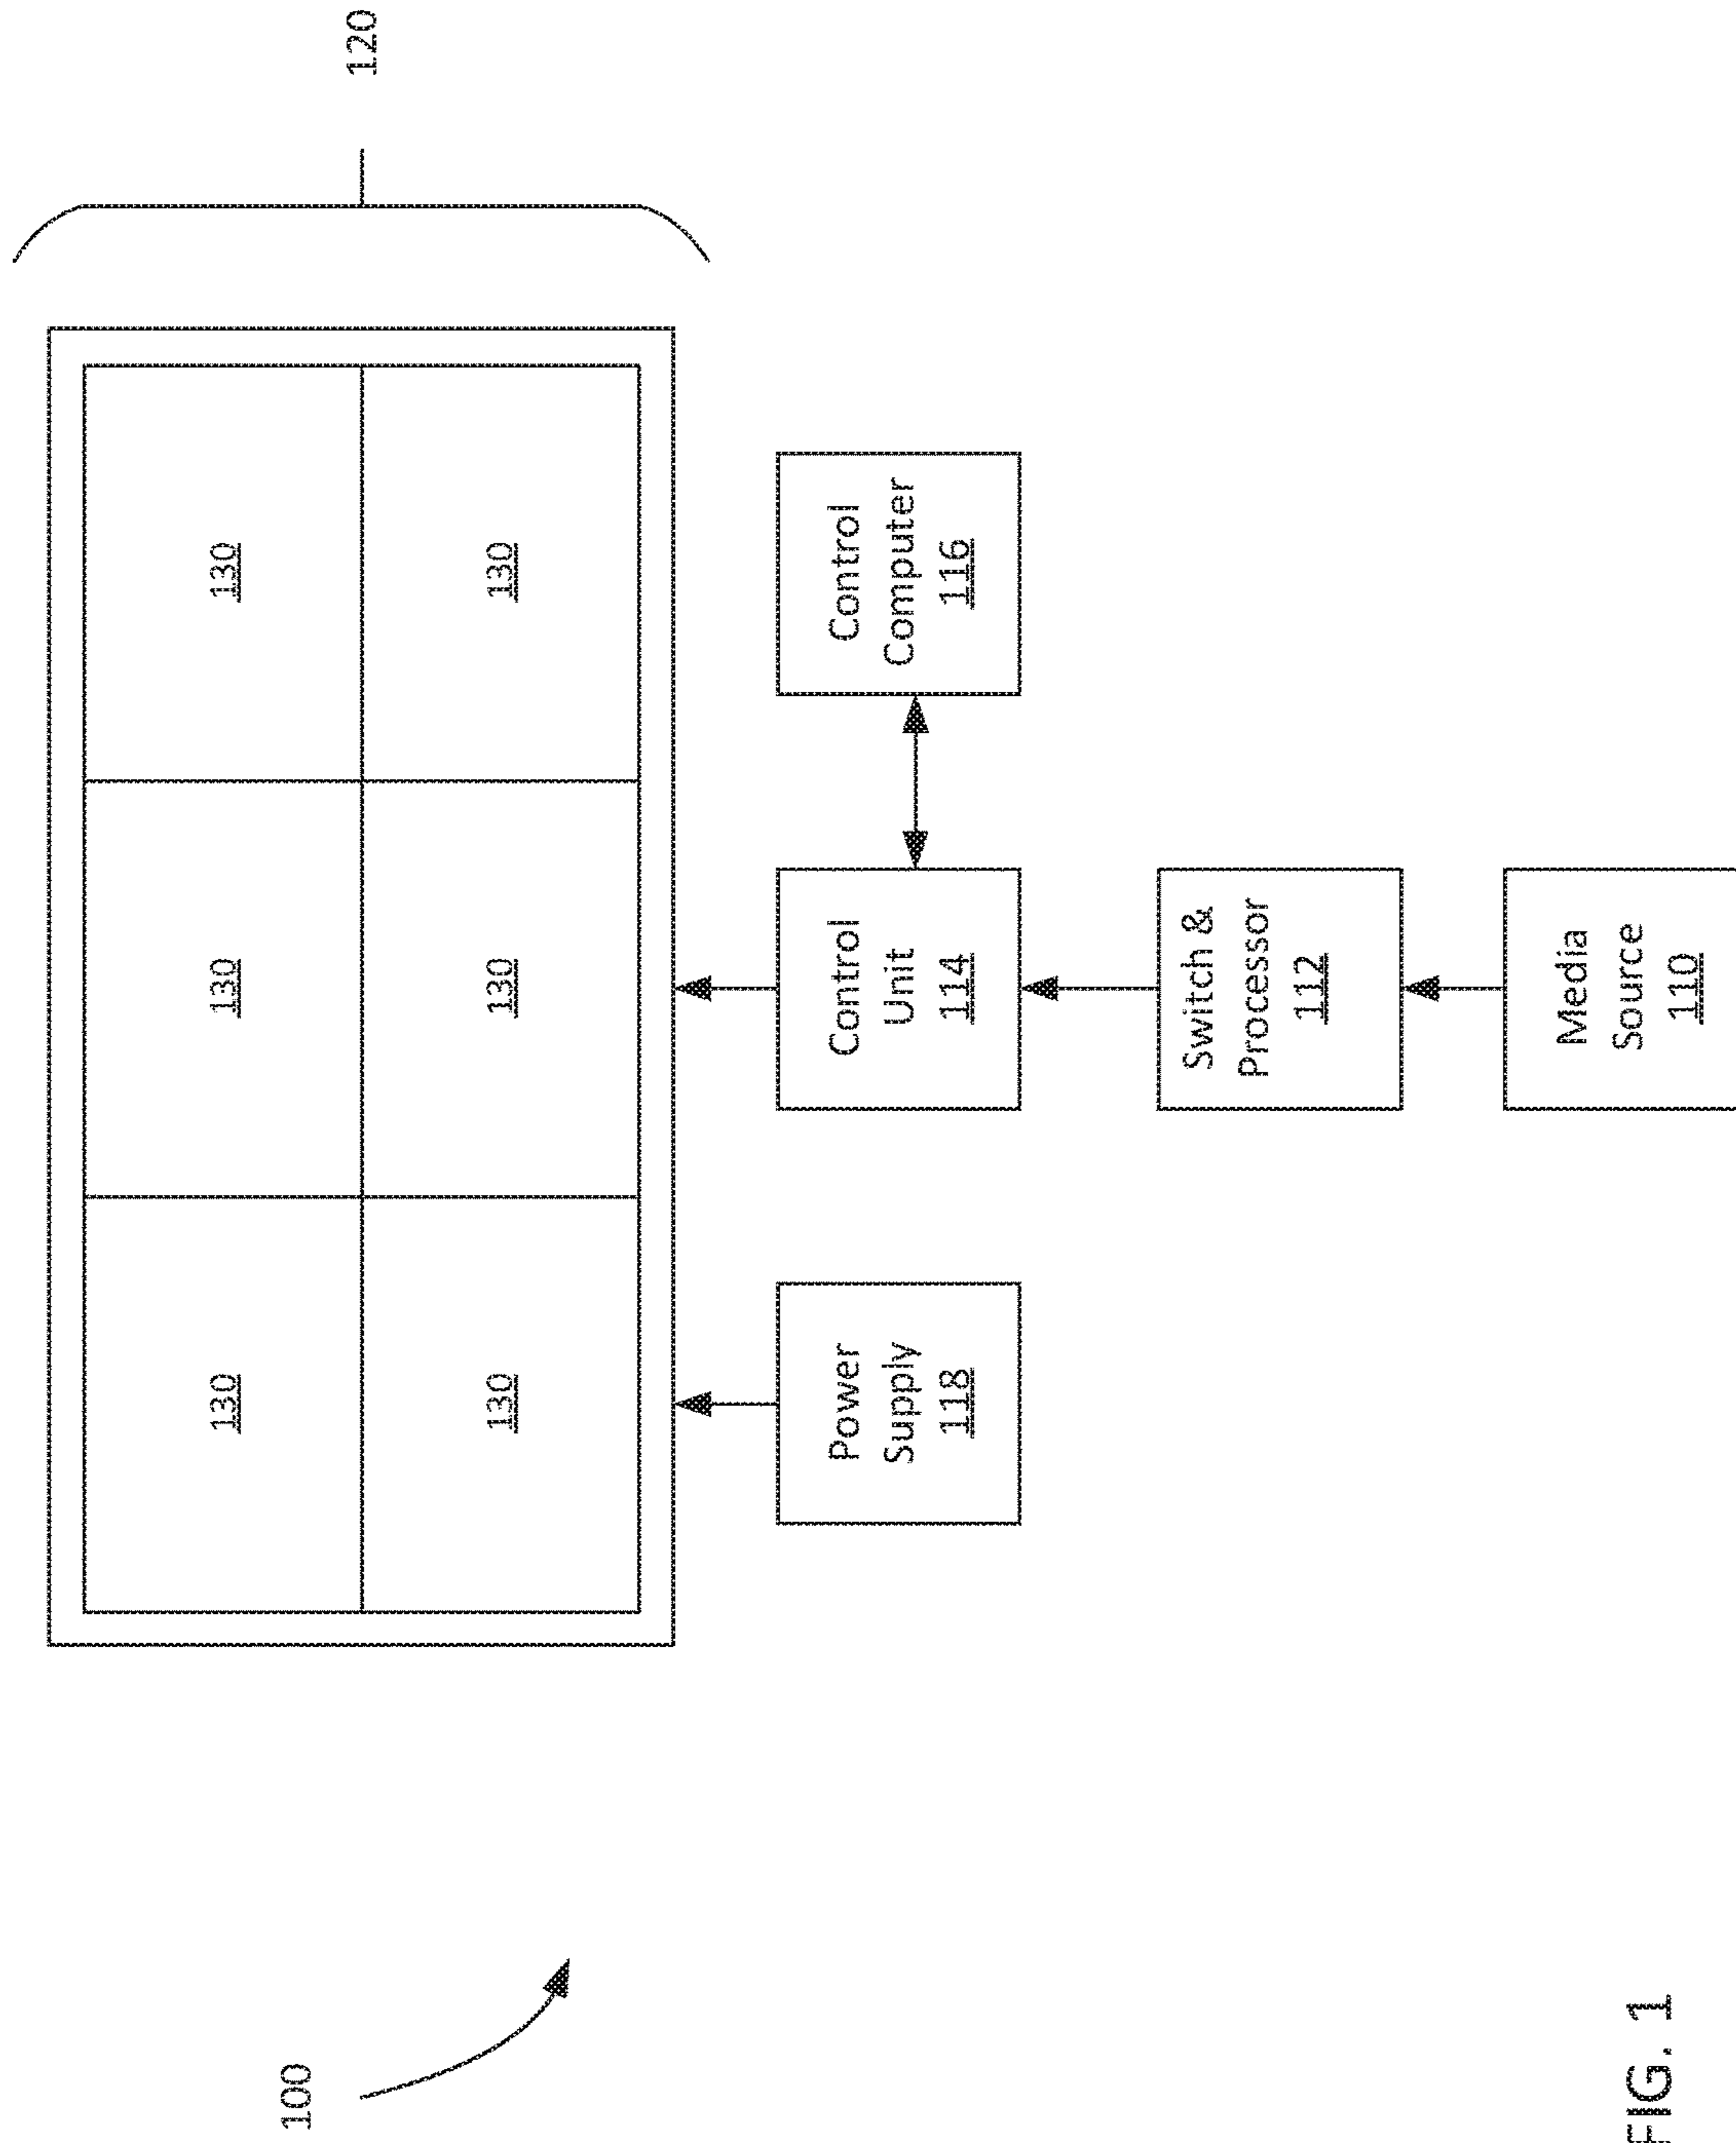 100
120
130
130
130
130
130
130
Power
Supply
118
Control
Unit
114
Control
Computer
116
Switch &
Processor
112
Media
Source
110
FIG. 1